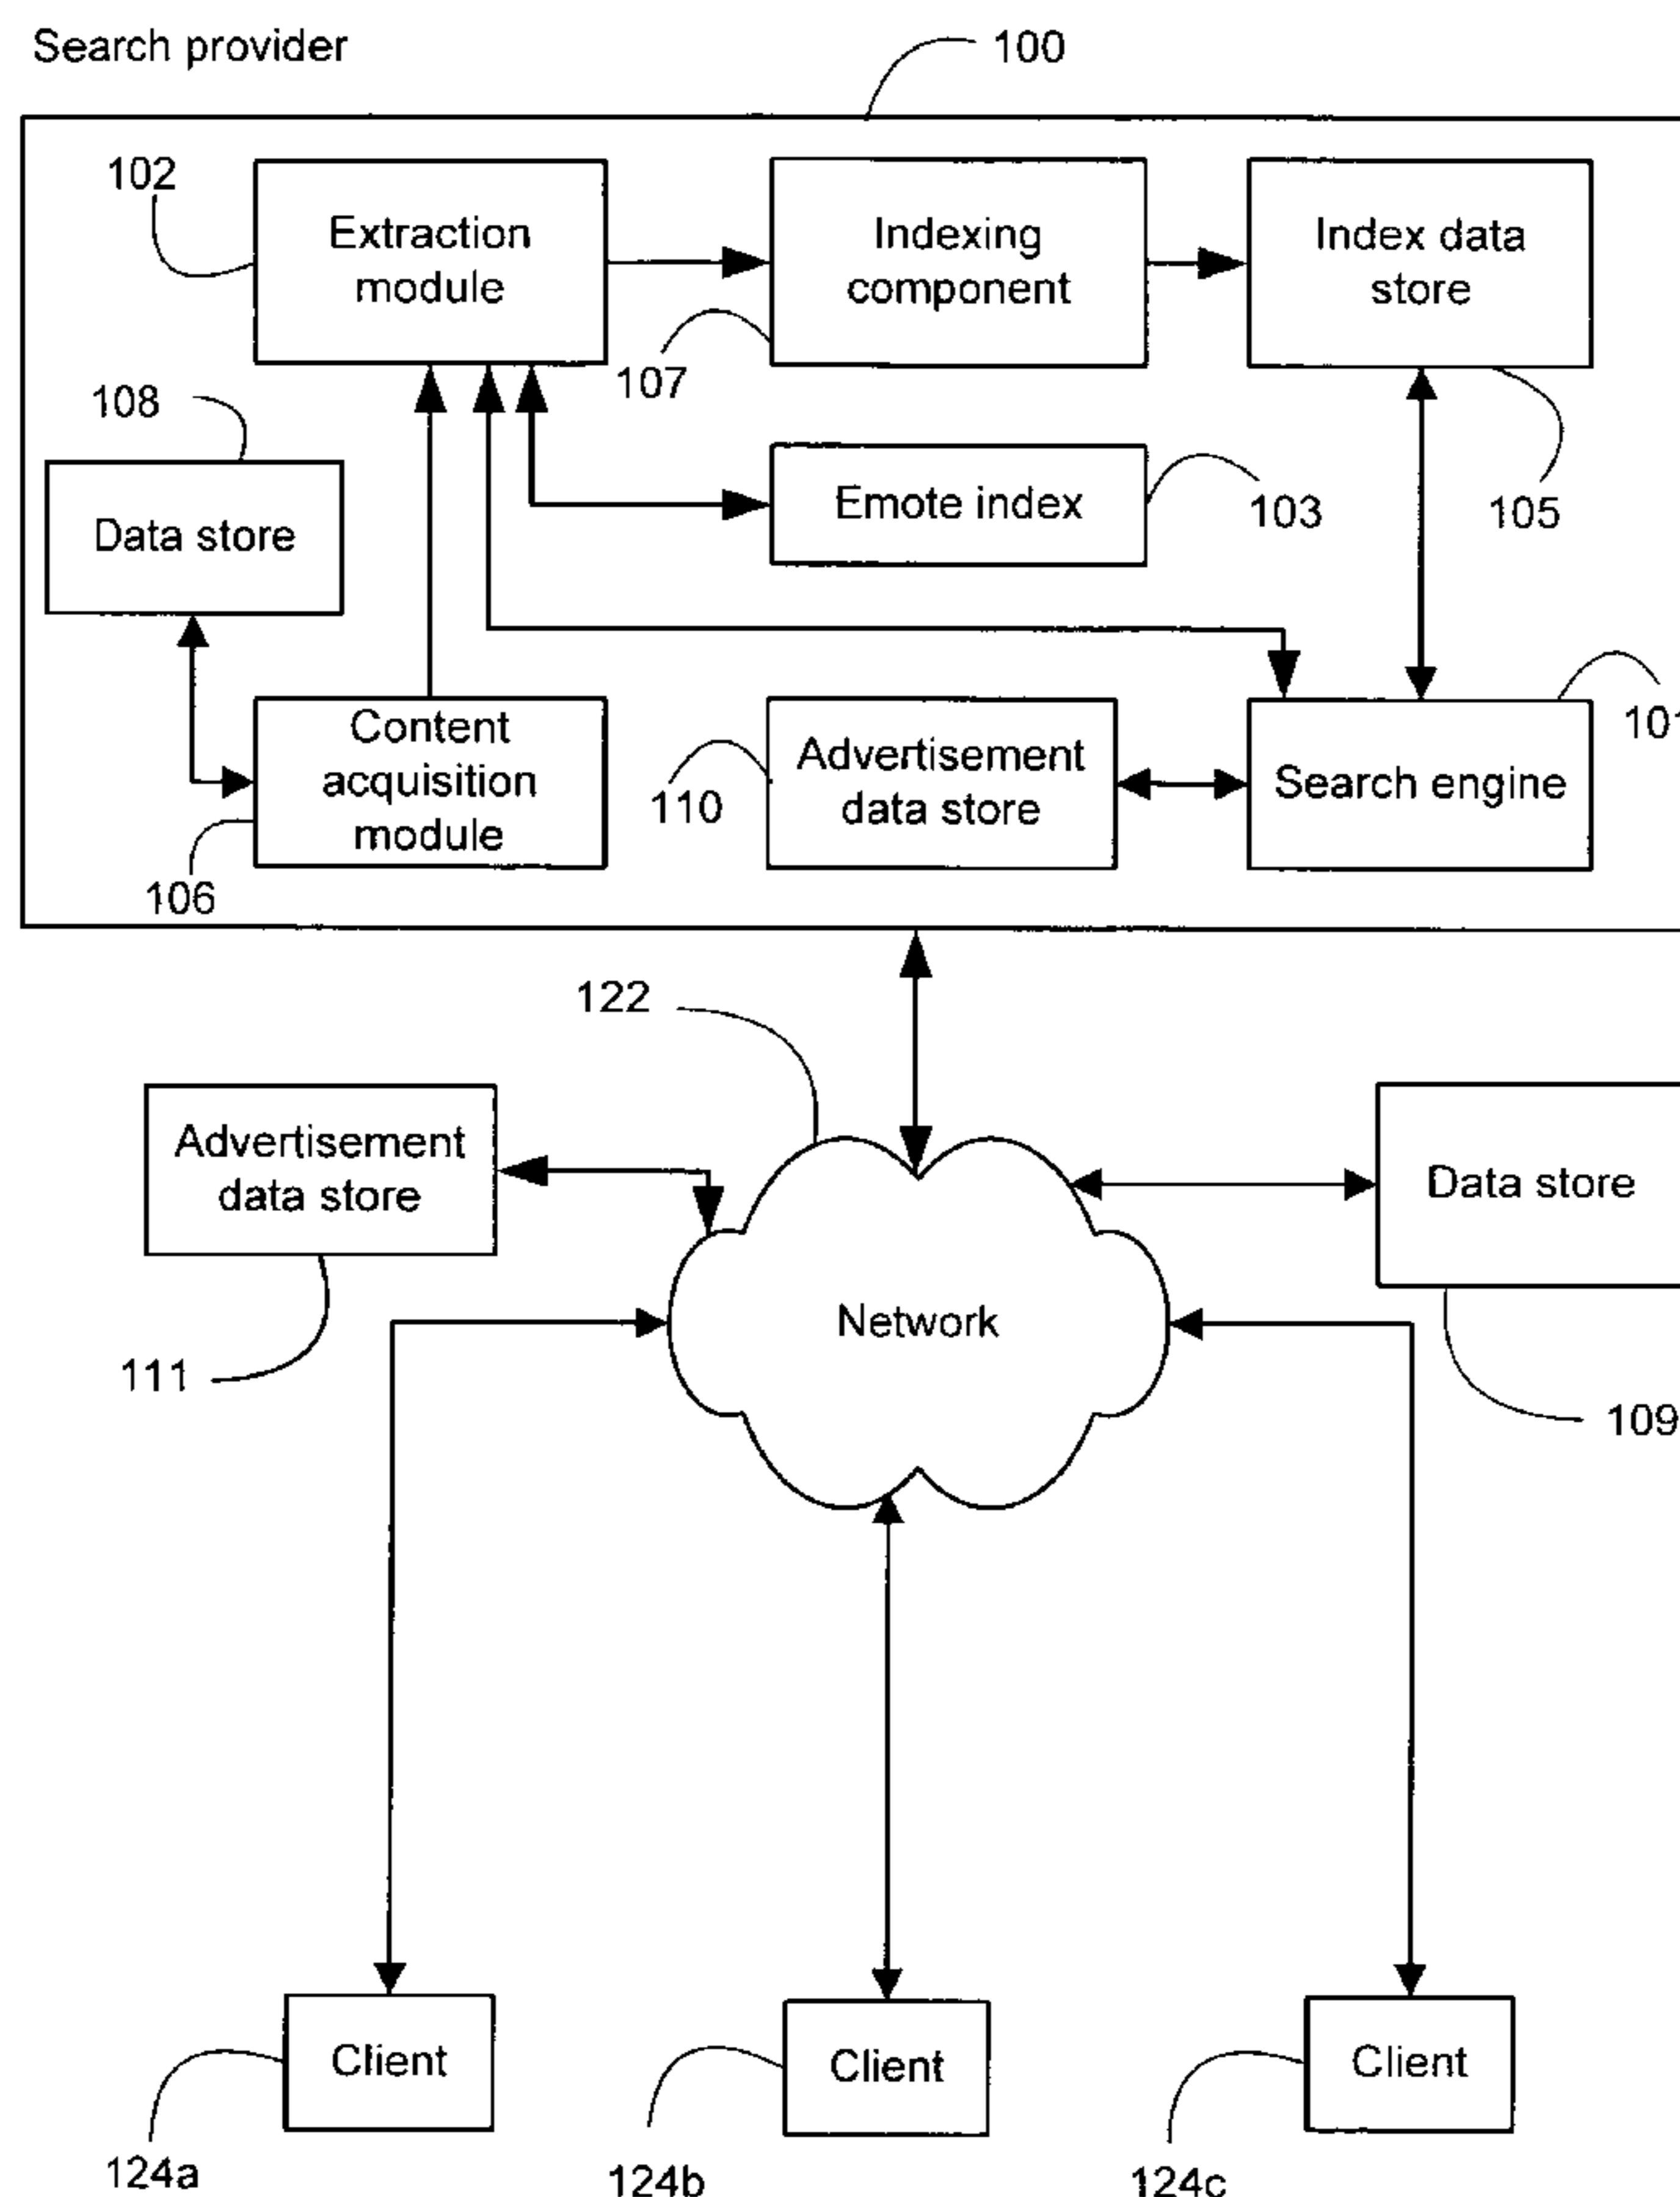 Search provider
100
102
Extraction
module
Indexing
component
Index data
store
107
108
Data store
Emote index
103
105
101
Content
acquisition
module
110
Advertisement
data store
Search engine
106
122
Advertisement
data store
Data store
Network
111
109
Client
Client
Client
124a
124b
124c